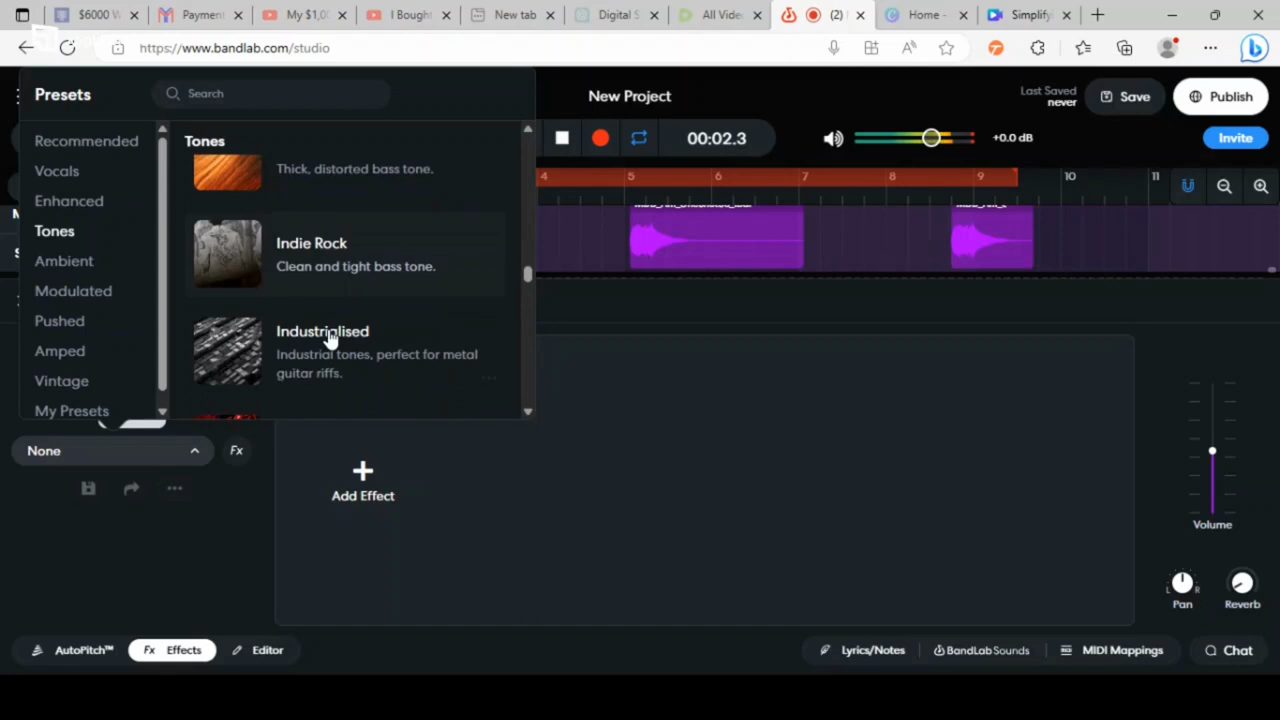 $6000 W
Payment
My $1,0
I Bought
New tab
Digital S
All Vide
(2)
Home -
Simplify
https://www.bandlab.com/studio
Presets
Search
New Project
Last Saved
never
Save
Publish
00:02.3
+0.0 dB
Invite
Recommended
Vocals
Enhanced
Tones
Ambient
Modulated
Pushed
Amped
Vintage
My Presets
Tones
Thick, distorted bass tone.
Indie Rock
Clean and tight bass tone.
Industrialised
Industrial tones, perfect for metal
guitar riffs.
4 5 6 7 8 9 10 11
None
Fx
Add Effect
Volume
L R
Pan
Reverb
AutoPitch™
Fx Effects
Editor
Lyrics/Notes
BandLab Sounds
MIDI Mappings
Chat